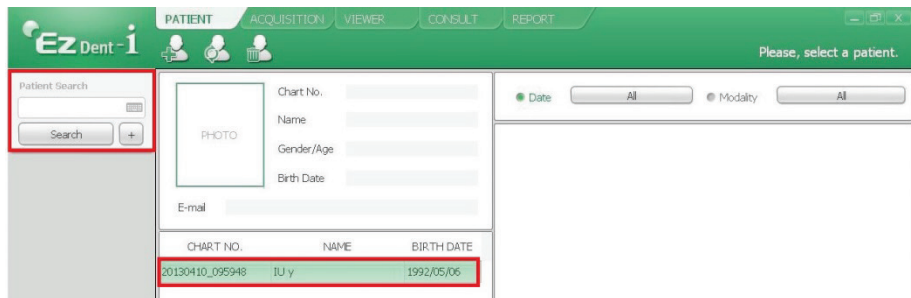 Ez Dent-i
PATIENT ACQUISITION VIEWER CONSULT REPORT
Please, select a patient.
Patient Search
Search +
PHOTO
Chart No.
Name
Gender/Age
Birth Date
E-mail
Date All Modality All
CHART NO. NAME BIRTH DATE
20130410_095948 IU y 1992/05/06